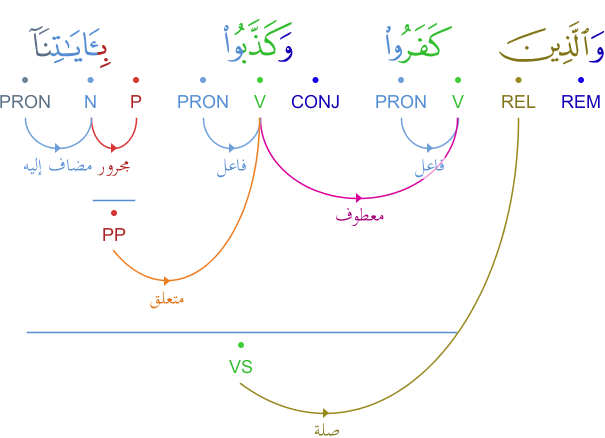 وَٱلَّذِينَ كَفَرُوا۟ وَكَذَّبُوا۟ بِـَٔايَـٰتِنَآ
PRON N P PRON V CONJ PRON V REL REM
مضاف إليه مجرور فاعل فاعل
معطوف
PP
متعلق
VS
صلة